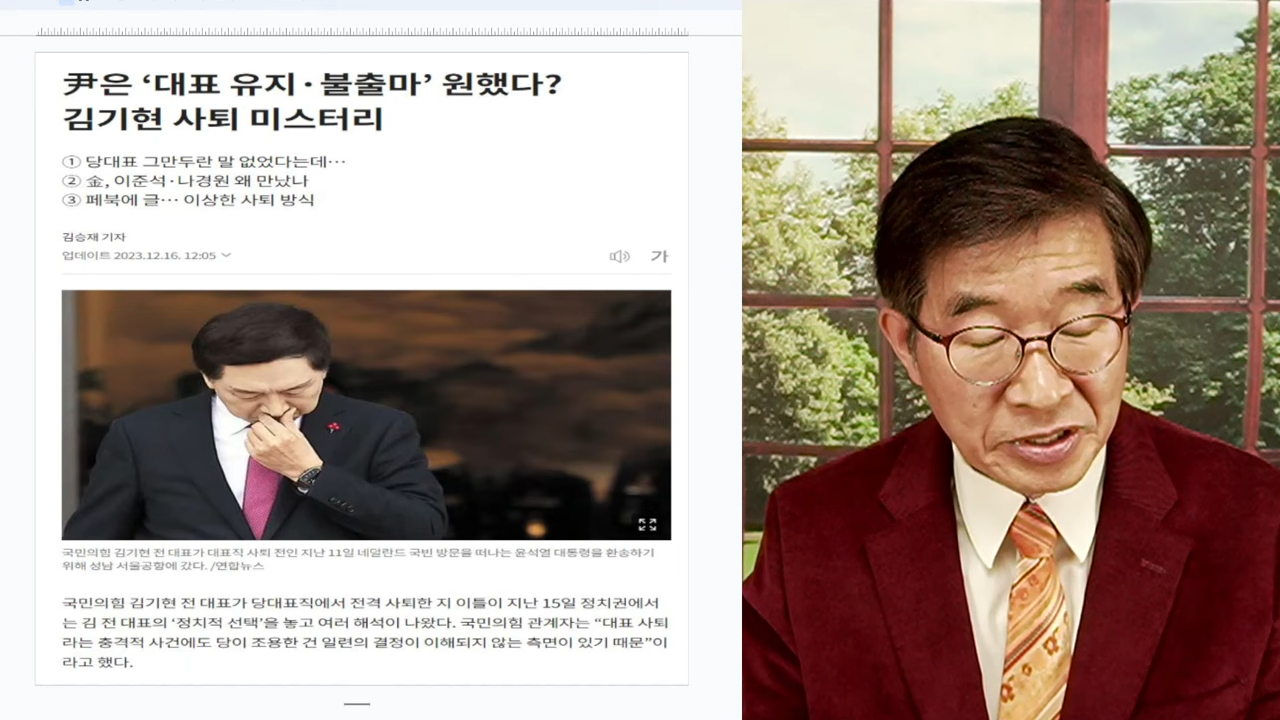 尹은 ‘대표 유지·불출마’ 원했다?
김기현 사퇴 미스터리
① 당대표 그만두란 말 없었다는데…
② 金, 이준석·나경원 왜 만났나
③ 페북에 글… 이상한 사퇴 방식
김승재 기자
업데이트 2023.12.16. 12:05
가
국민의힘 김기현 전 대표가 대표직 사퇴 전인 지난 11일 네덜란드 국빈 방문을 떠나는 윤석열 대통령을 환송하기
위해 성남 서울공항에 갔다. /연합뉴스
국민의힘 김기현 전 대표가 당대표직에서 전격 사퇴한 지 이틀이 지난 15일 정치권에서
는 김 전 대표의 ‘정치적 선택’을 놓고 여러 해석이 나왔다. 국민의힘 관계자는 “대표 사퇴
라는 충격적 사건에도 당이 조용한 건 일련의 결정이 이해되지 않는 측면이 있기 때문”이
라고 했다.